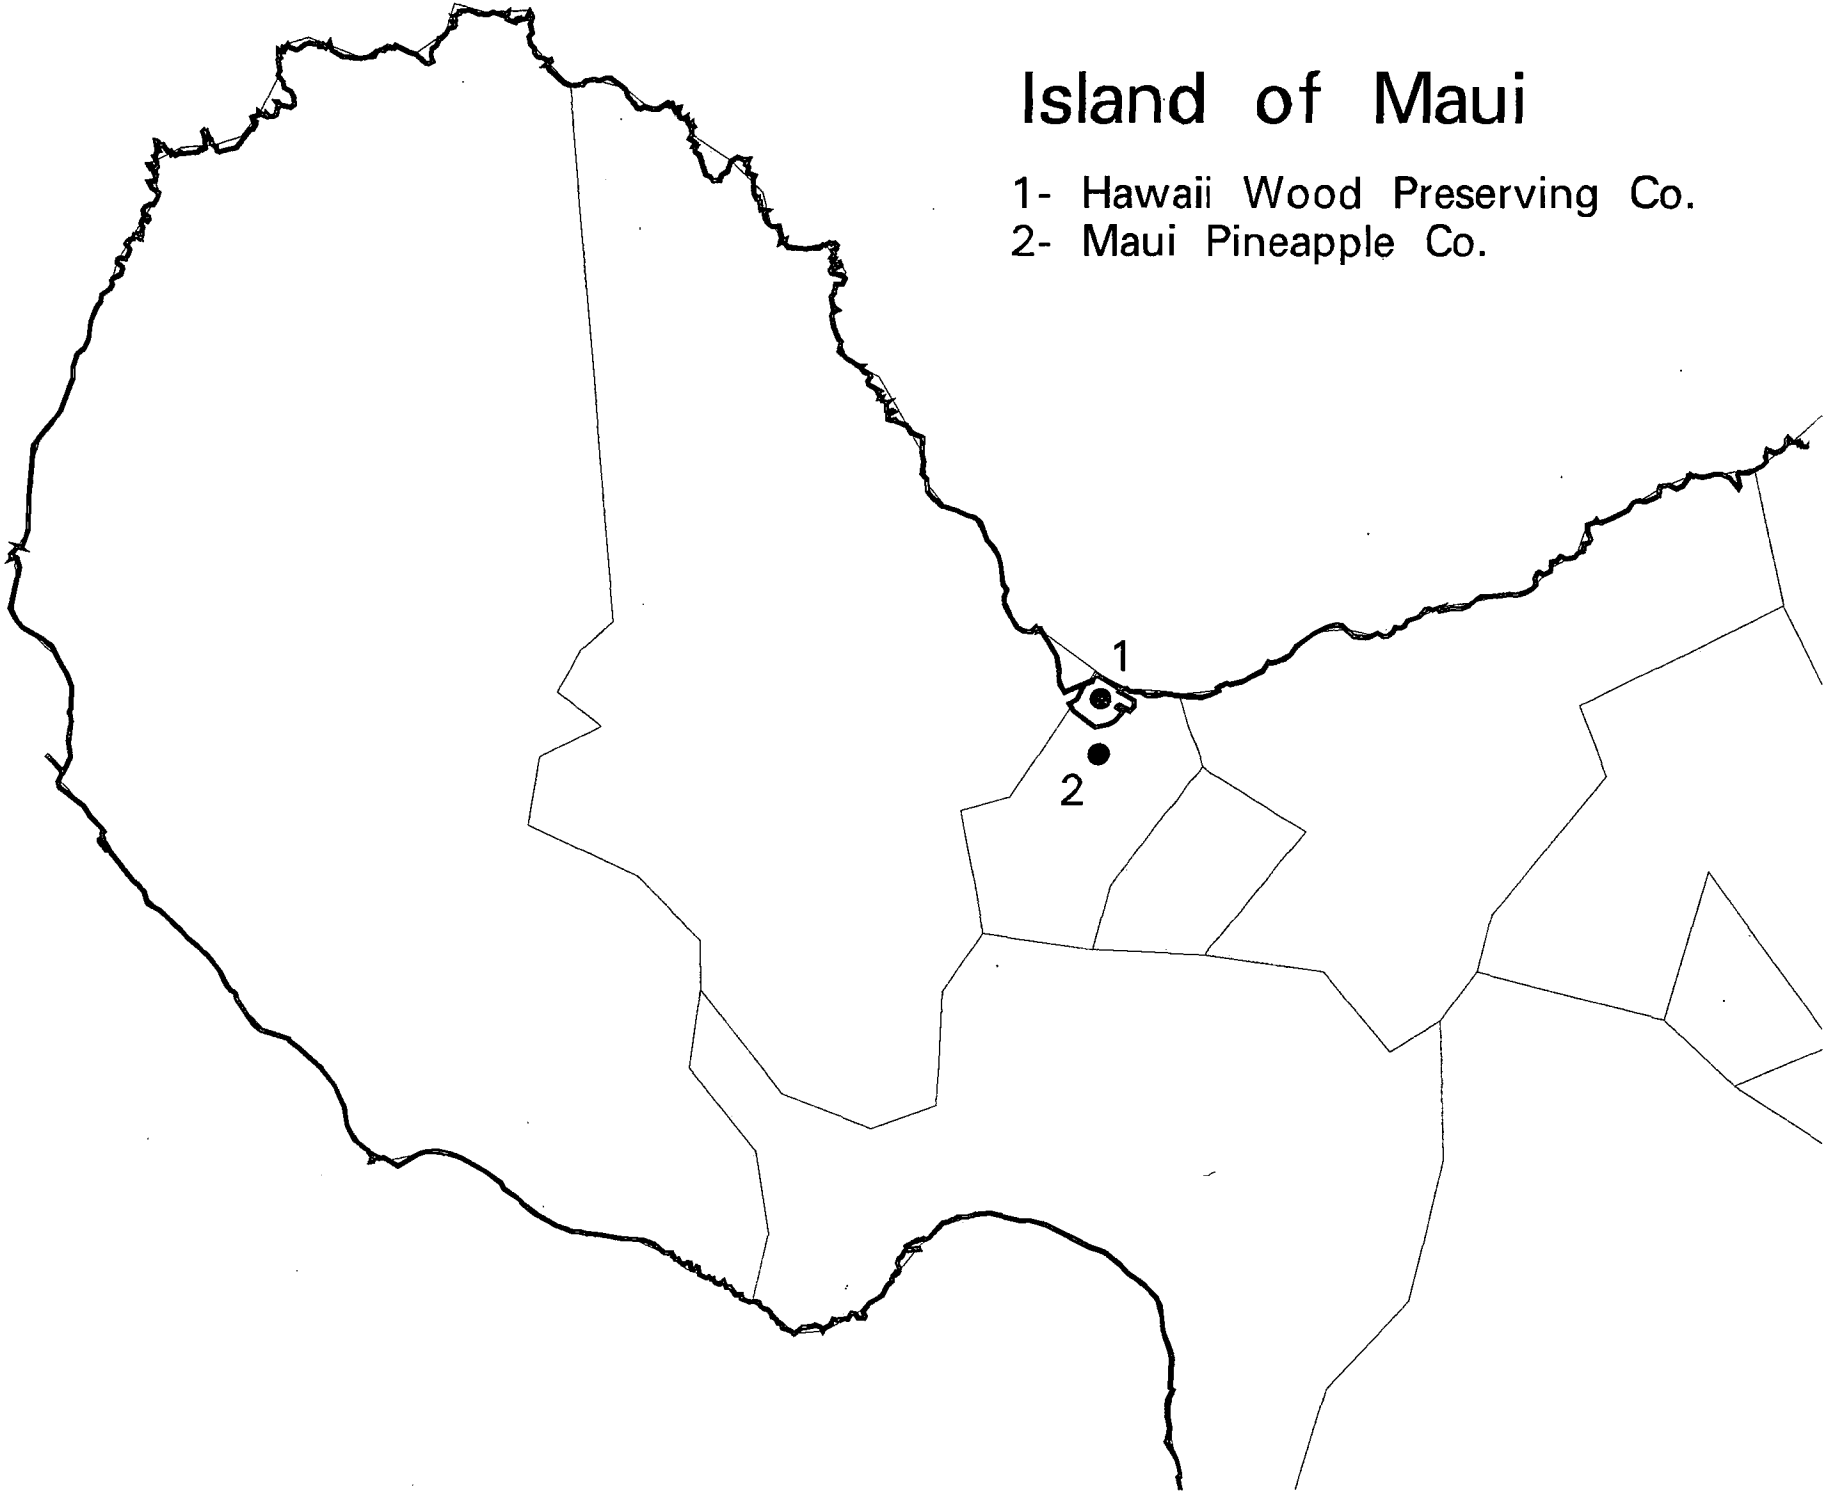 Island of Maui
1- Hawaii Wood Preserving Co.
2- Maui Pineapple Co.
1
2